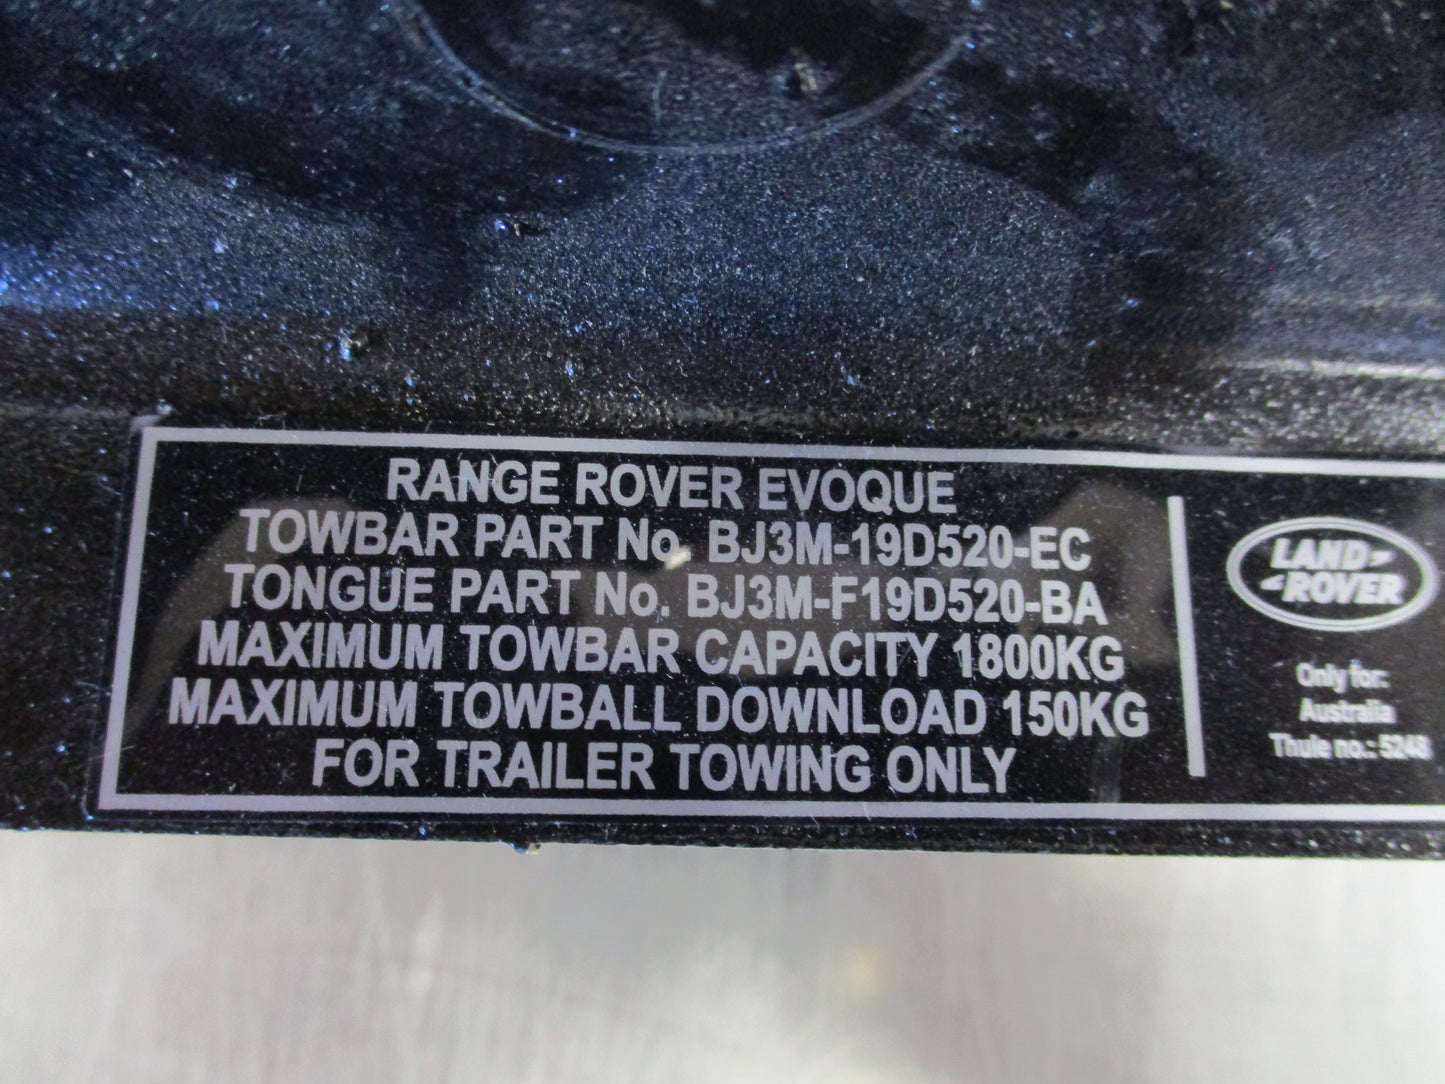 RANGE ROVER EVOQUE
TOWBAR PART No. BJ3M-19D520-EC
TONGUE PART No. BJ3M-F19D520-BA
MAXIMUM TOWBAR CAPACITY 1800KG
MAXIMUM TOWBALL DOWNLOAD 150KG
FOR TRAILER TOWING ONLY
LAND-
-ROVER
Only for:
Australia
Thule no.: 5248